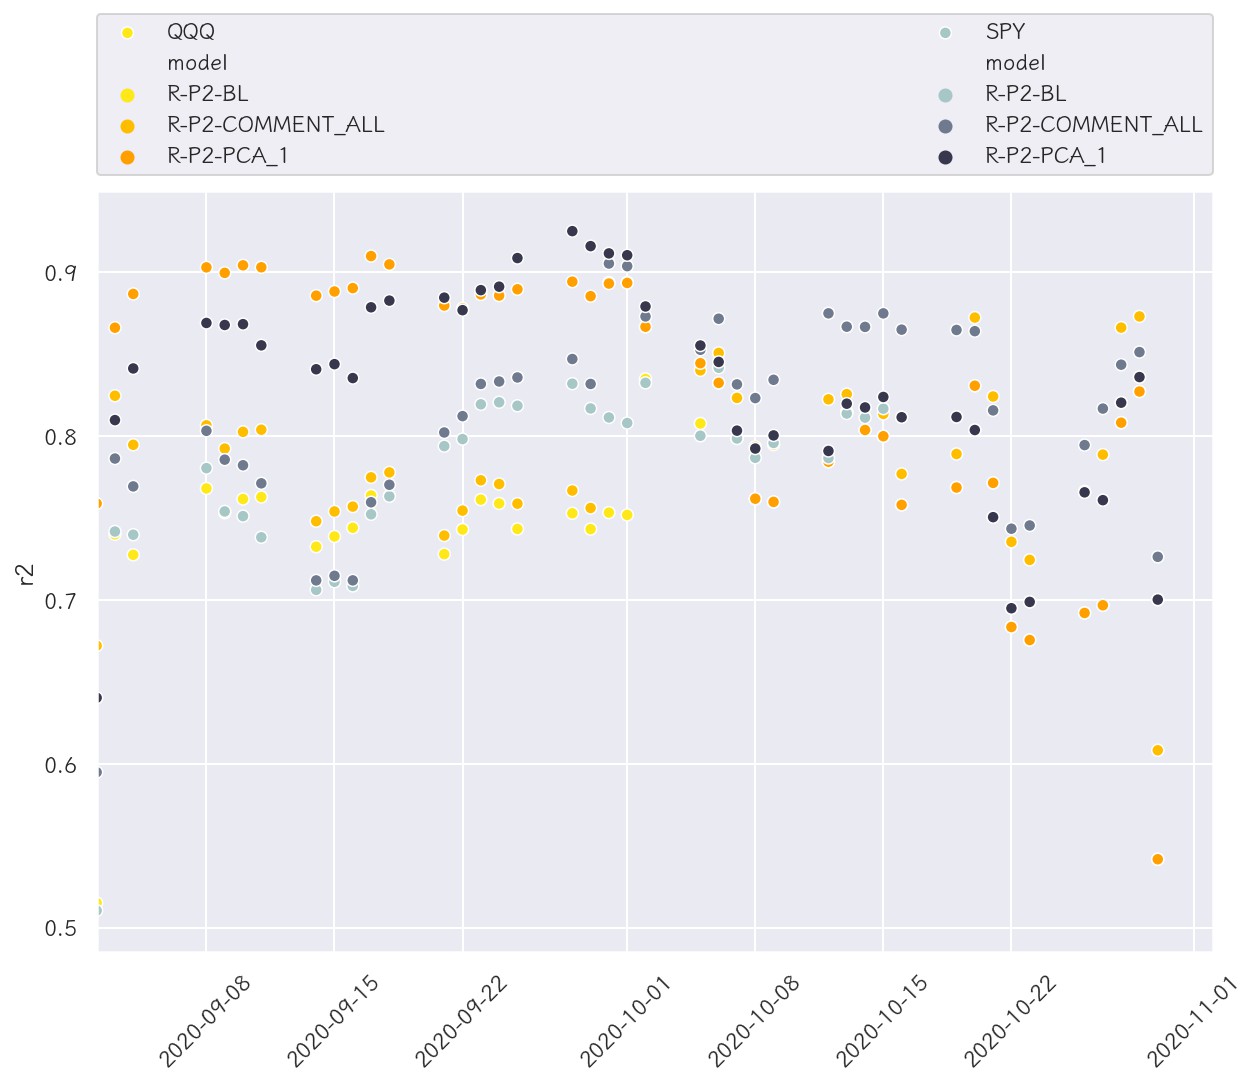 QQQ
model
R-P2-BL
R-P2-COMMENT_ALL
R-P2-PCA_1
SPY
model
R-P2-BL
R-P2-COMMENT_ALL
R-P2-PCA_1
r2
0.9
0.8
0.7
0.6
0.5
2020-09-08
2020-09-15
2020-09-22
2020-10-01
2020-10-08
2020-10-15
2020-10-22
2020-11-01